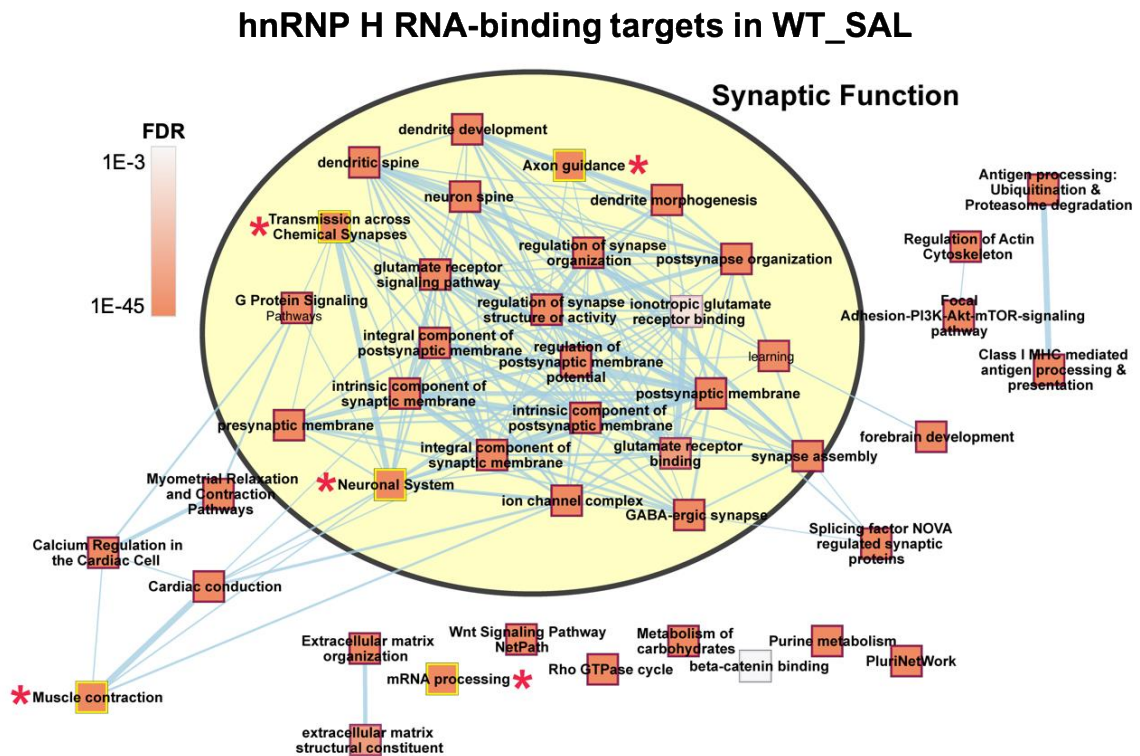 hnRNP H RNA-binding targets in WT_SAL
Synaptic Function
FDR
1E-3
1E-45
dendrite development
dendritic spine
Axon guidance *
neuron spine
dendrite morphogenesis
* Transmission across
Chemical Synapses
regulation of synapse
organization
postsynapse organization
glutamate receptor
signaling pathway
G Protein Signaling
Pathways
regulation of synapse
structure or activity
ionotropic glutamate
receptor binding
integral component of
postsynaptic membrane
regulation of
postsynaptic membrane
potential
learning
intrinsic component of
synaptic membrane
postsynaptic membrane
intrinsic component of
postsynaptic membrane
presynaptic membrane
integral component of
synaptic membrane
glutamate receptor
binding
synapse assembly
* Neuronal System
ion channel complex
GABA-ergic synapse
Antigen processing:
Ubiquitination &
Proteasome degradation
Regulation of Actin
Cytoskeleton
Focal
Adhesion-PI3K-Akt-mTOR-signaling
pathway
Class I MHC mediated
antigen processing &
presentation
forebrain development
Splicing factor NOVA
regulated synaptic
proteins
Myometrial Relaxation
and Contraction
Pathways
Calcium Regulation in
the Cardiac Cell
Cardiac conduction
* Muscle contraction
Extracellular matrix
organization
mRNA processing *
extracellular matrix
structural constituent
Wnt Signaling Pathway
NetPath
Rho GTPase cycle
Metabolism of
carbohydrates
beta-catenin binding
Purine metabolism
PluriNetWork